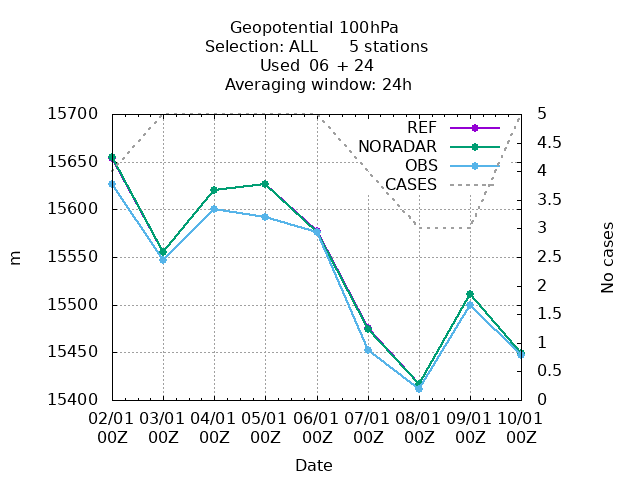 Geopotential 100hPa
Selection: ALL 5 stations
Used 06 + 24
Averaging window: 24h
15700
15650
15600
15550
15500
15450
15400
m
5
4.5
4
3.5
3
2.5
2
1.5
1
0.5
0
No cases
REF
NORADAR
OBS
CASES
02/01 03/01 04/01 05/01 06/01 07/01 08/01 09/01 10/01
00Z 00Z 00Z 00Z 00Z 00Z 00Z 00Z 00Z
Date